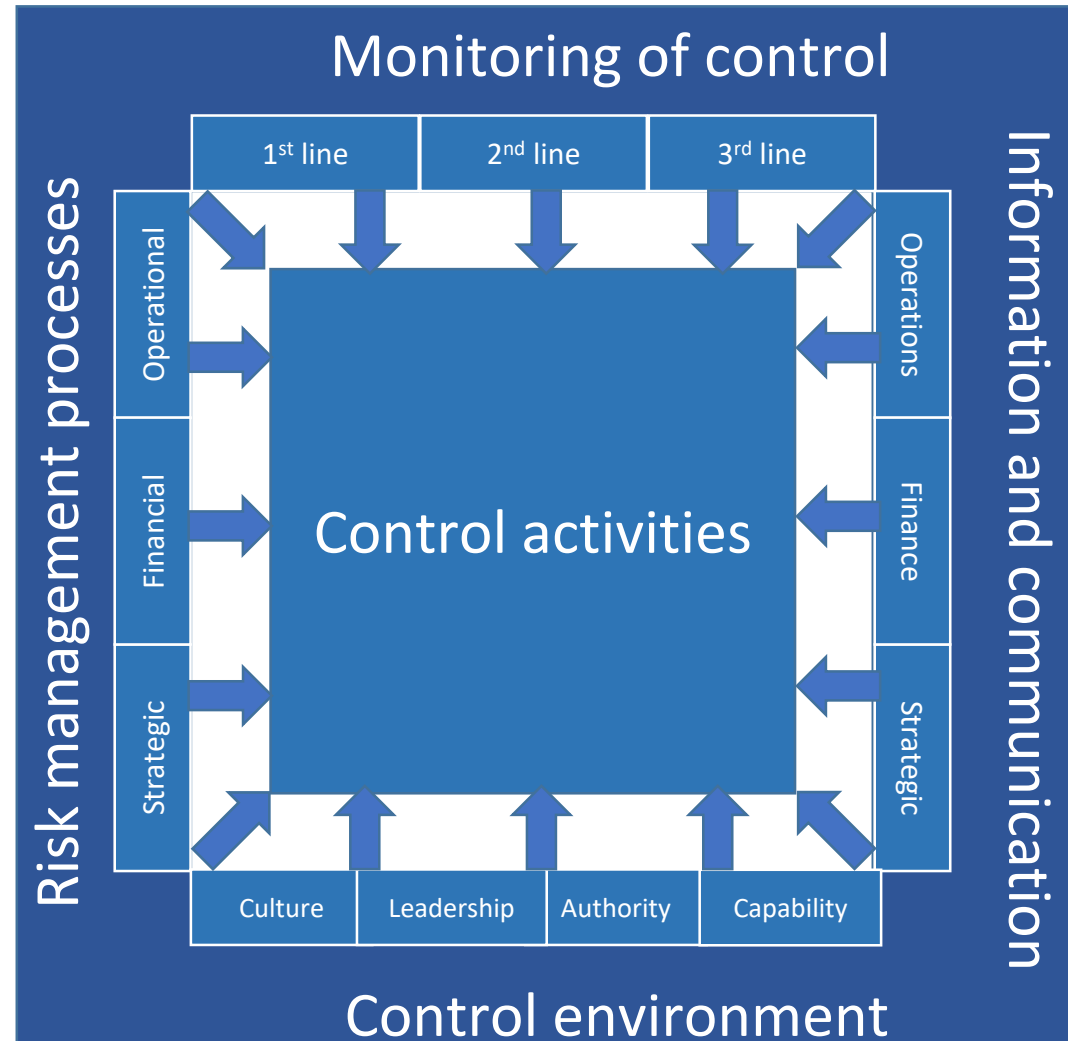 Monitoring of control
1st line
2nd line
3rd line
Risk management processes
Operational
Financial
Strategic
Control activities
Operations
Finance
Strategic
Information and communication
Culture
Leadership
Authority
Capability
Control environment